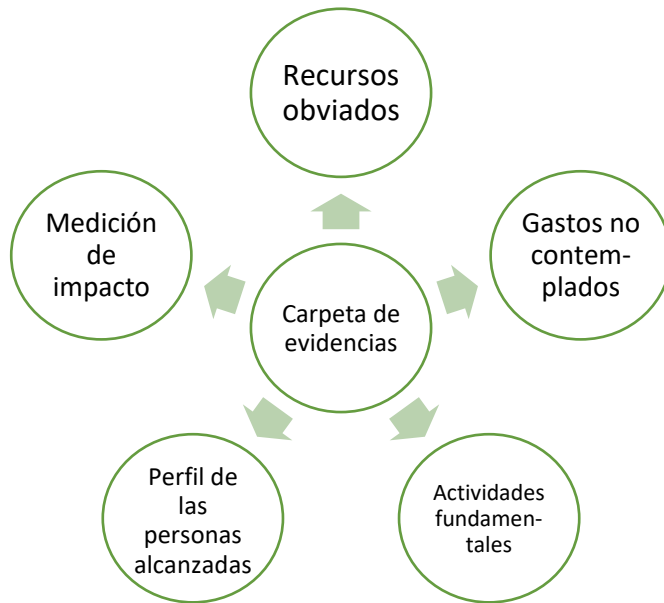 Recursos
obviados
Medición
de
impacto
Gastos no
contem-
plados
Carpeta de
evidencias
Perfil de
las
personas
alcanzadas
Actividades
fundamen-
tales